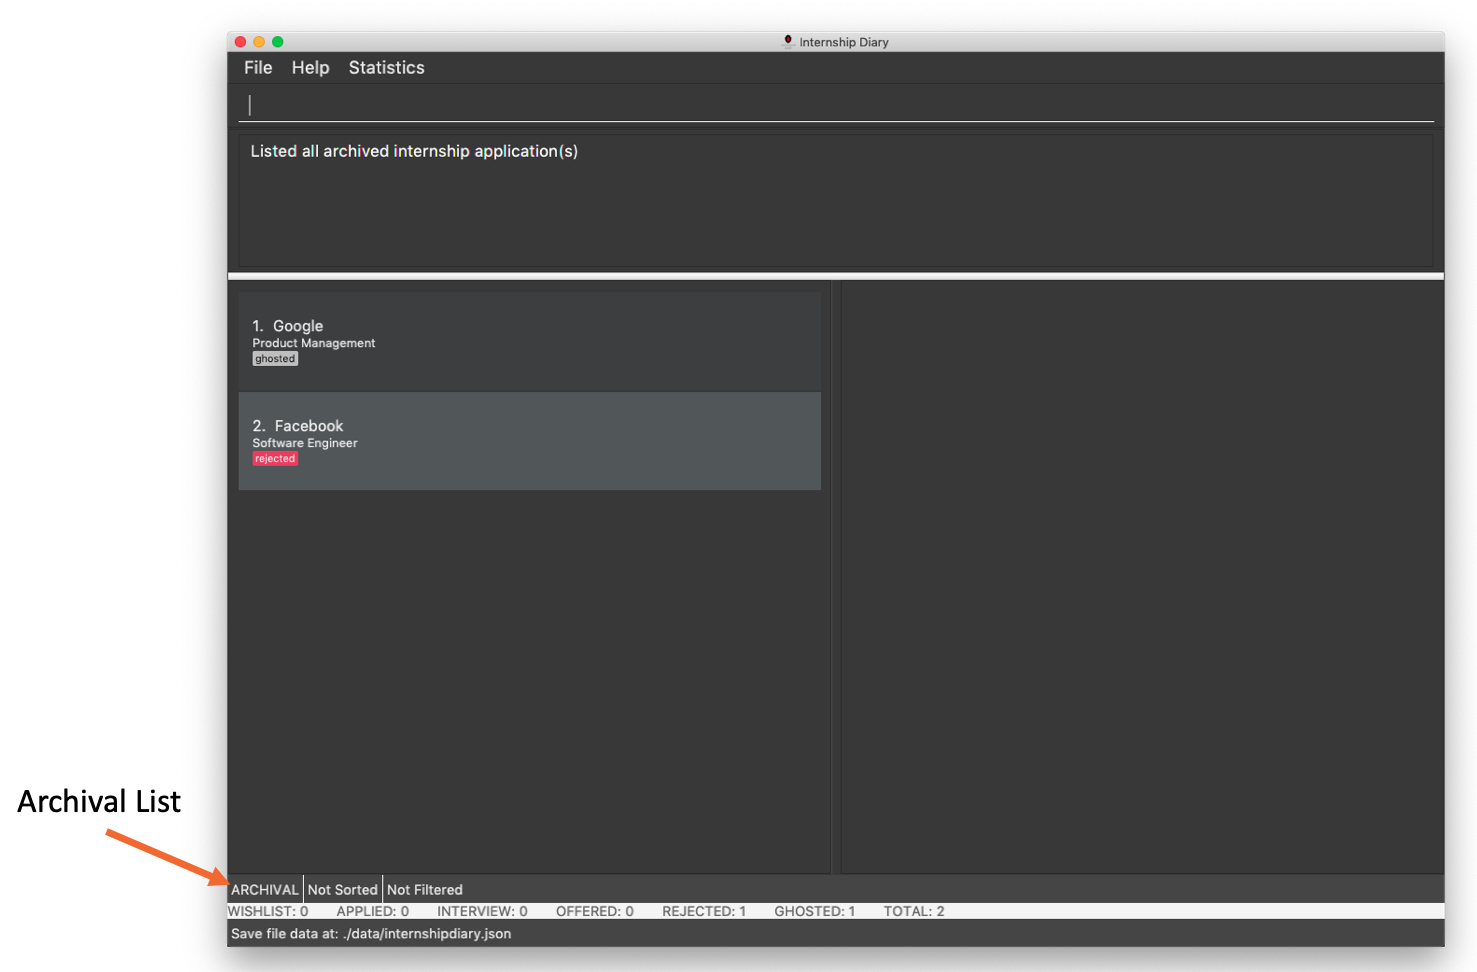 Internship Diary
File Help Statistics
Listed all archived internship application(s)
1. Google
Product Management
ghosted
2. Facebook
Software Engineer
rejected
Archival List
ARCHIVAL Not Sorted Not Filtered
WISHLIST: 0 APPLIED: 0 INTERVIEW: 0 OFFERED: 0 REJECTED: 1 GHOSTED: 1 TOTAL: 2
Save file data at: ./data/internshipdiary.json